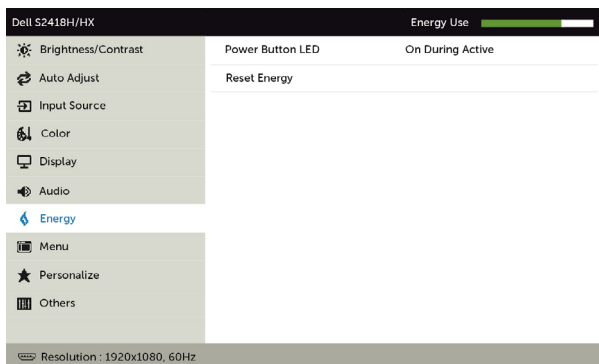 Dell S2418H/HX Energy Use
Brightness/Contrast Power Button LED On During Active
Auto Adjust Reset Energy
Input Source
Color
Display
Audio
Energy
Menu
Personalize
Others
Resolution : 1920x1080, 60Hz